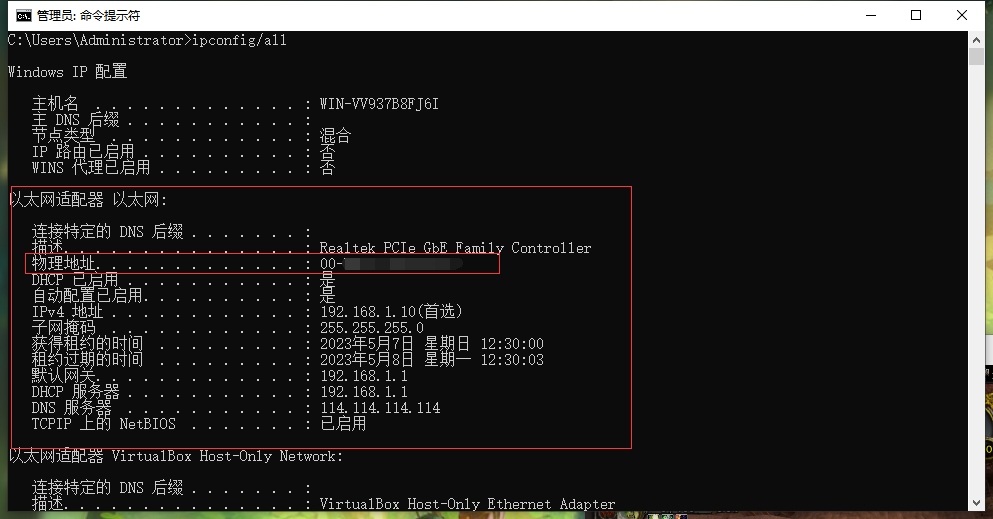 管理员: 命令提示符
C:\Users\Administrator>ipconfig/all
Windows IP 配置
主机名 . . . . . . . . . . . . . : WIN-VV937B8FJ6I
主 DNS 后缀 . . . . . . . . . . . :
节点类型 . . . . . . . . . . . . : 混合
IP 路由已启用 . . . . . . . . . . : 否
WINS 代理已启用 . . . . . . . . . : 否
以太网适配器 以太网:
连接特定的 DNS 后缀 . . . . . . . :
描述. . . . . . . . . . . . . . . : Realtek PCIe GbE Family Controller
物理地址. . . . . . . . . . . . . : 00-
DHCP 已启用 . . . . . . . . . . . : 是
自动配置已启用. . . . . . . . . . : 是
IPv4 地址 . . . . . . . . . . . . : 192.168.1.10(首选)
子网掩码 . . . . . . . . . . . . : 255.255.255.0
获得租约的时间 . . . . . . . . . : 2023年5月7日 星期日 12:30:00
租约过期的时间 . . . . . . . . . : 2023年5月8日 星期一 12:30:03
默认网关. . . . . . . . . . . . . : 192.168.1.1
DHCP 服务器 . . . . . . . . . . . : 192.168.1.1
DNS 服务器 . . . . . . . . . . . : 114.114.114.114
TCPIP 上的 NetBIOS . . . . . . . : 已启用
以太网适配器 VirtualBox Host-Only Network:
连接特定的 DNS 后缀 . . . . . . . :
描述. . . . . . . . . . . . . . . : VirtualBox Host-Only Ethernet Adapter